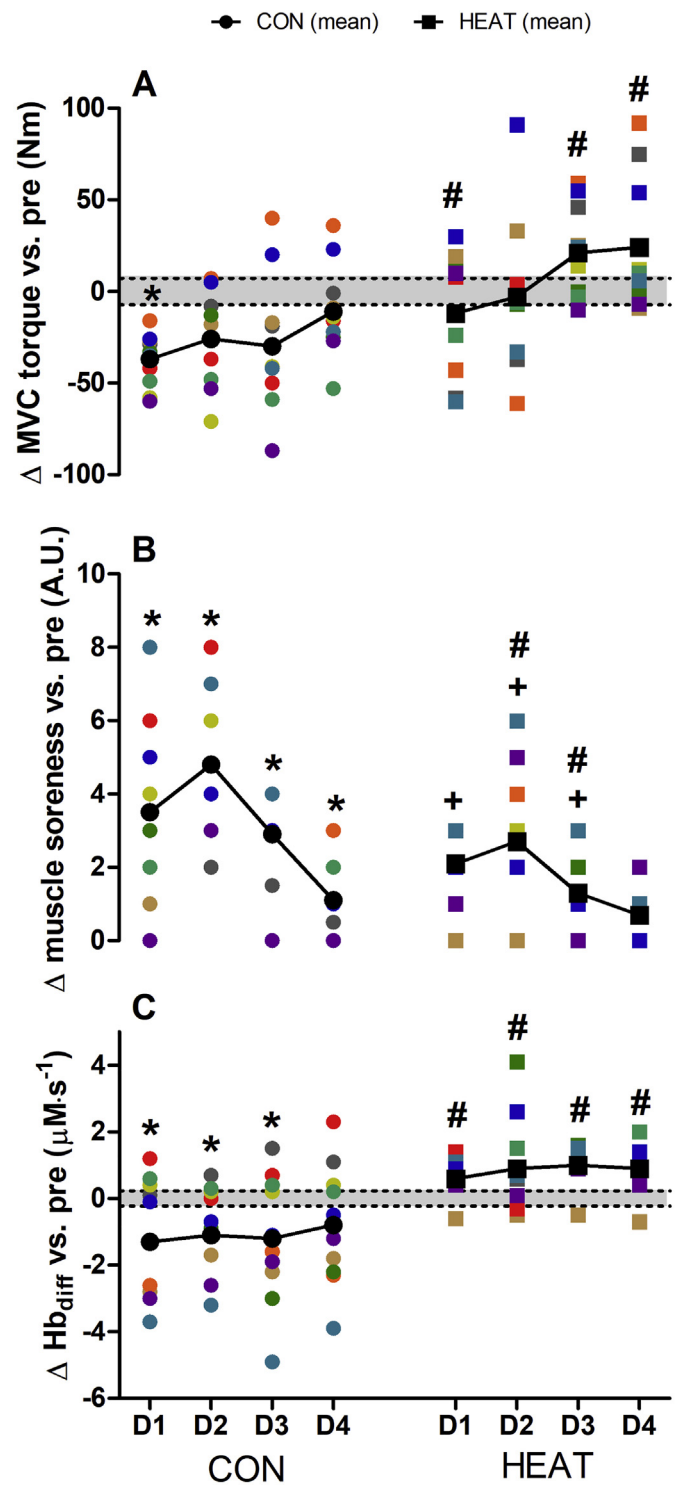 CON (mean) HEAT (mean)
A
Δ MVC torque vs. pre (Nm)
100
50
0
-50
-100
*
# # #
B
Δ muscle soreness vs. pre (A.U.)
10
8
6
4
2
0
* * * *
+ # + # +
C
Δ Hbdiff vs. pre (μM·s-1)
4
2
0
-2
-4
-6
* * *
# # # #
D1 D2 D3 D4 D1 D2 D3 D4
CON HEAT